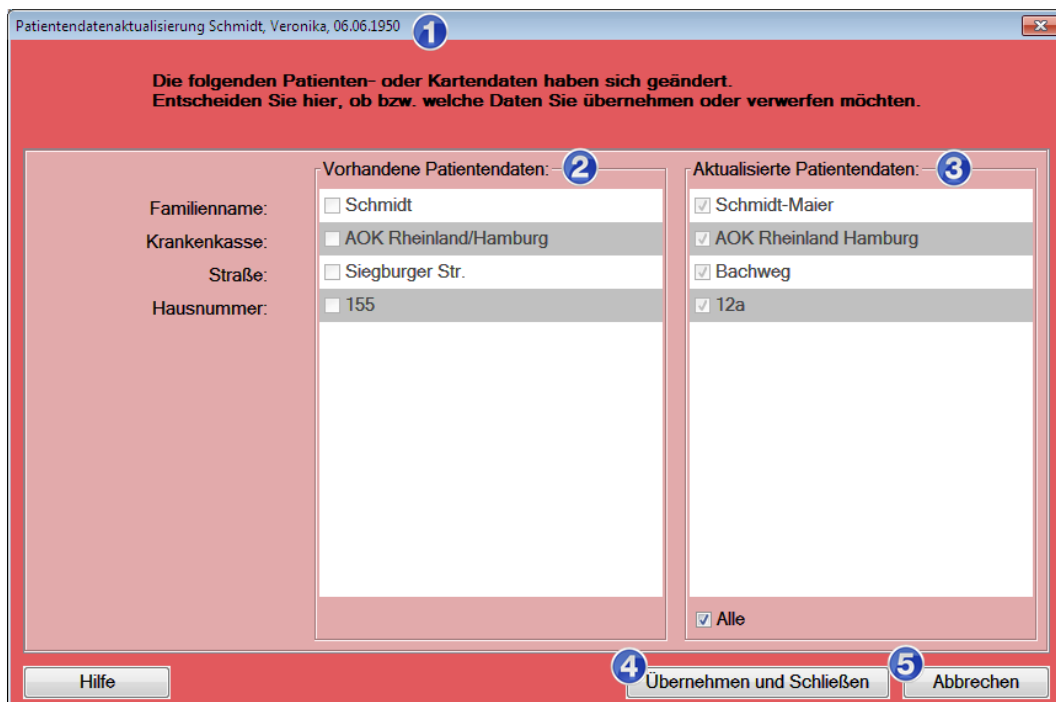 Patientendatenaktualisierung Schmidt, Veronika, 06.06.1950 1
Die folgenden Patienten- oder Kartendaten haben sich geändert.
Entscheiden Sie hier, ob bzw. welche Daten Sie übernehmen oder verwerfen möchten.
Vorhandene Patientendaten: 2
Aktualisierte Patientendaten: 3
Familienname: Schmidt Schmidt-Maier
Krankenkasse: AOK Rheinland/Hamburg AOK Rheinland Hamburg
Straße: Siegburger Str. Bachweg
Hausnummer: 155 12a
Alle
Hilfe 4 Übernehmen und Schließen 5 Abbrechen